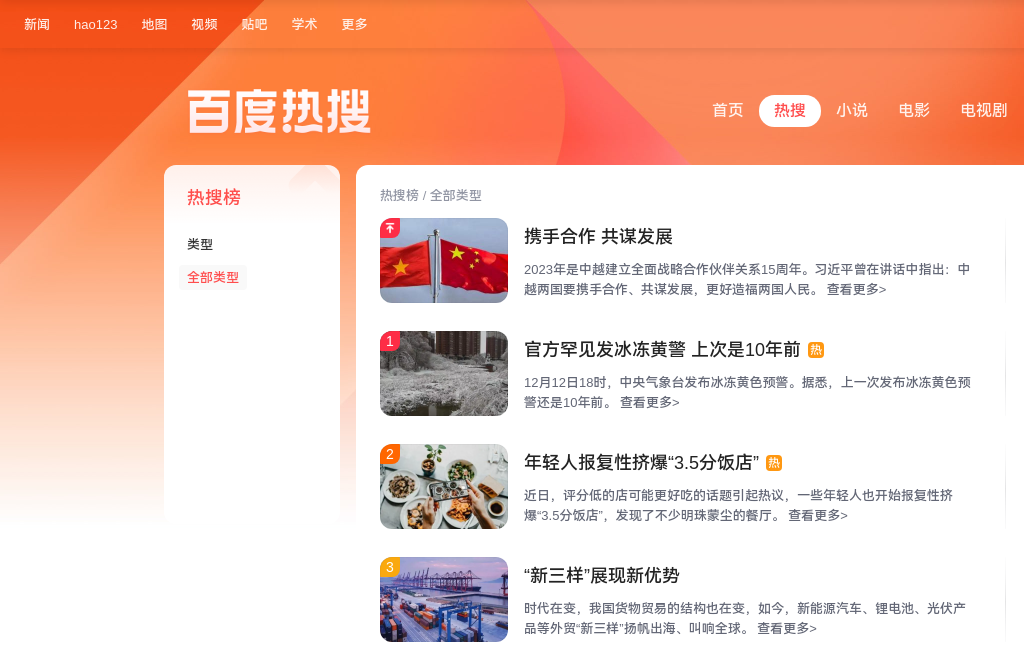 新闻 hao123 地图 视频 贴吧 学术 更多
百度热搜
首页 热搜 小说 电影 电视剧
热搜榜
类型
全部类型
热搜榜 / 全部类型
携手合作 共谋发展
2023年是中越建立全面战略合作伙伴关系15周年。习近平曾在讲话中指出：中
越两国要携手合作、共谋发展，更好造福两国人民。 查看更多>
1
官方罕见发冰冻黄警 上次是10年前 热
12月12日18时，中央气象台发布冰冻黄色预警。据悉，上一次发布冰冻黄色预
警还是10年前。 查看更多>
2
年轻人报复性挤爆“3.5分饭店” 热
近日，评分低的店可能更好吃的话题引起热议，一些年轻人也开始报复性挤
爆“3.5分饭店”，发现了不少明珠蒙尘的餐厅。 查看更多>
3
“新三样”展现新优势
时代在变，我国货物贸易的结构也在变，如今，新能源汽车、锂电池、光伏产
品等外贸“新三样”扬帆出海、叫响全球。 查看更多>